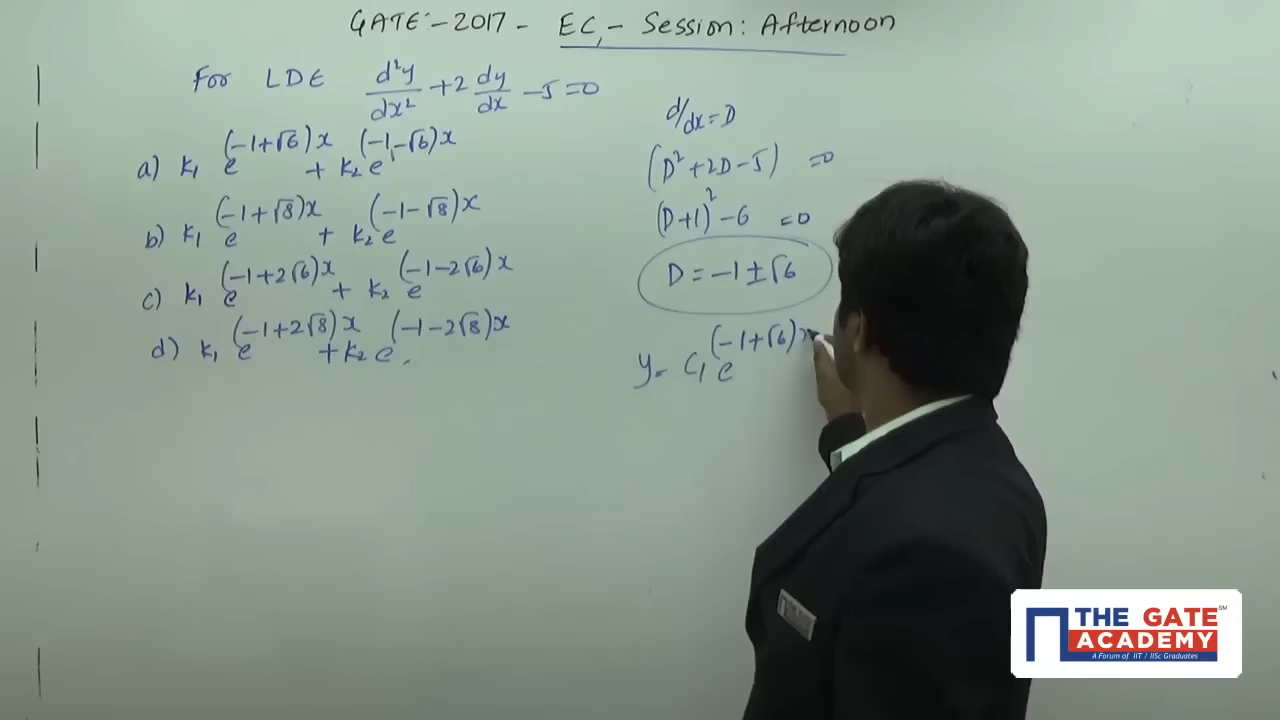 GATE:-2017 - EC,- Session: Afternoon
For LDE d²y/dx² + 2 dy/dx - 5 = 0
a) k₁ e^(-1+√6)x + k₂ e^(-1-√6)x
b) k₁ e^(-1+√8)x + k₂ e^(-1-√8)x
c) k₁ e^(-1+2√6)x + k₂ e^(-1-2√6)x
d) k₁ e^(-1+2√8)x + k₂ e^(-1-2√8)x.
d/dx = D
(D² + 2D - 5) = 0
(D+1)² - 6 = 0
D = -1 ± √6
y = C₁ e^(-1+√6)x
THE GATE
ACADEMY
SM
A Forum of IIT / IISc Graduates